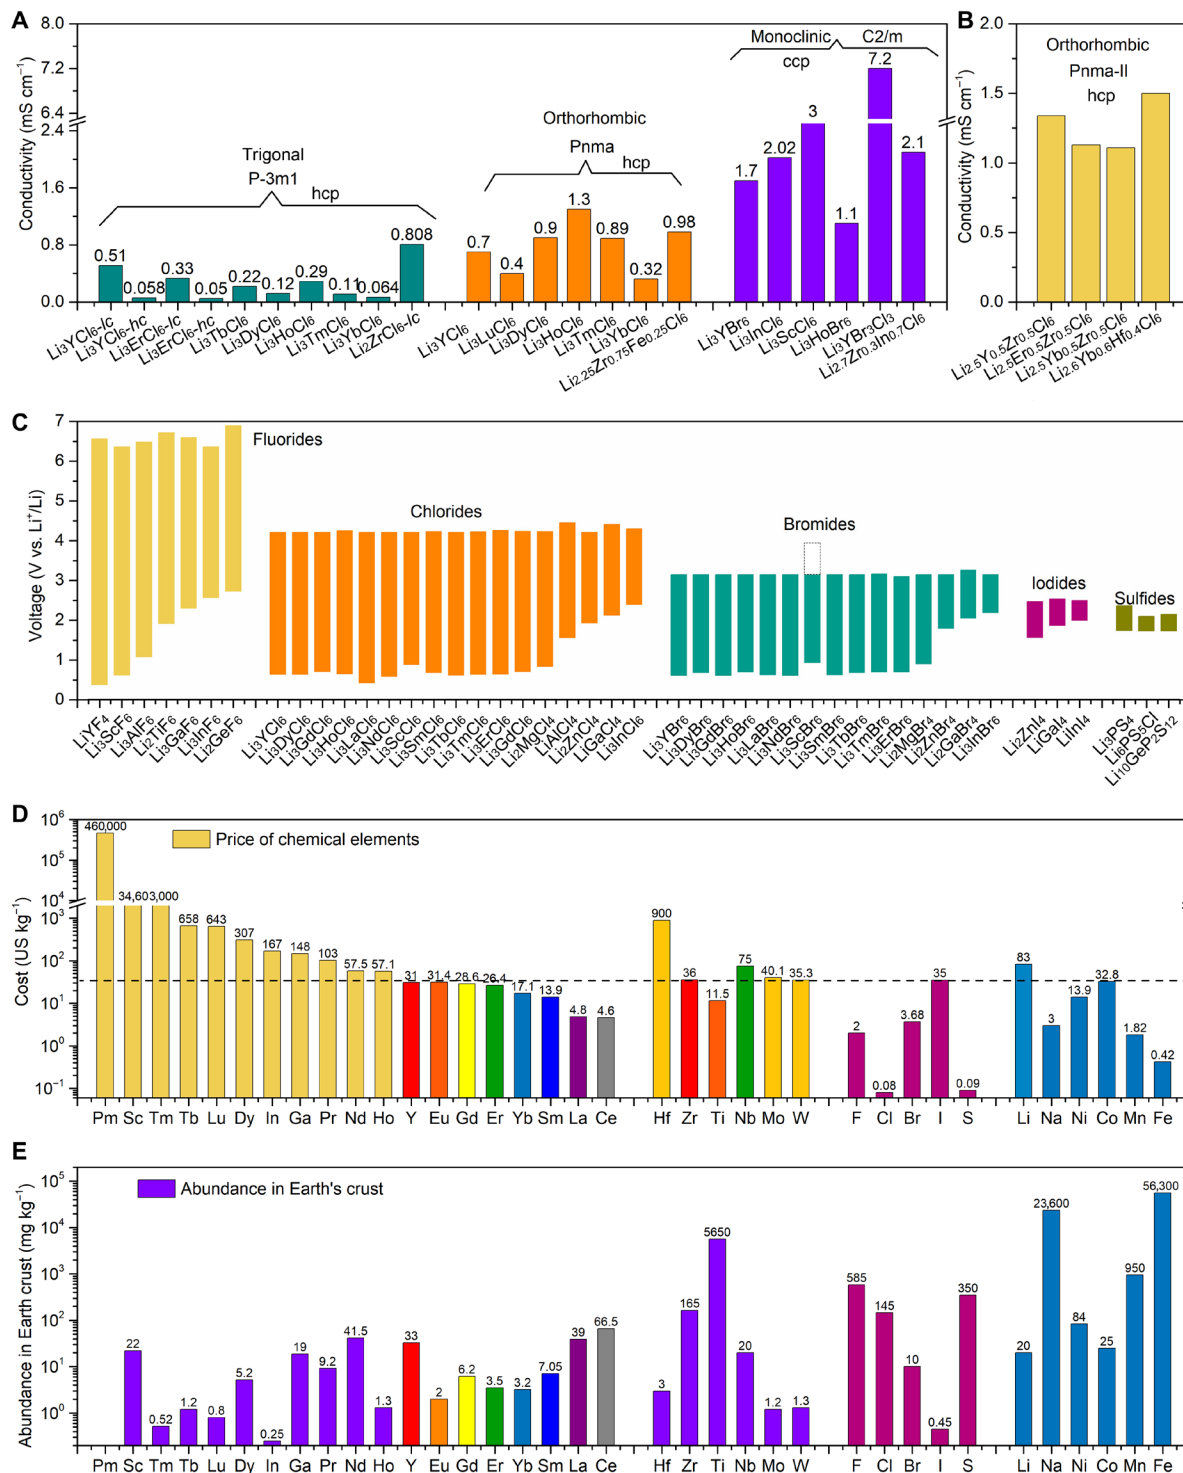 A
Conductivity (mS cm⁻¹)
8.0
7.2
6.4
2.4
1.6
0.8
0.0
Trigonal
P-3m1
hcp
0.51
0.058
0.33
0.05
0.22
0.12
0.29
0.11
0.064
0.808
Orthorhombic
Pnma
hcp
0.7
0.4
0.9
1.3
0.89
0.32
0.98
Monoclinic C2/m
ccp
1.7
2.02
3
1.1
7.2
2.1
Li₃YCl₆-lc
Li₃YCl₆-hc
Li₃ErCl₆-lc
Li₃ErCl₆-hc
Li₃TbCl₆
Li₃DyCl₆
Li₃HoCl₆
Li₃TmCl₆
Li₃YbCl₆
Li₂ZrCl₆-lc
Li₃YCl₆
Li₃LuCl₆
Li₃DyCl₆
Li₃HoCl₆
Li₃TmCl₆
Li₃YbCl₆
Li₂.₂₅Zr₀.₇₅Fe₀.₂₅Cl₆
Li₃YBr₆
Li₃InCl₆
Li₃ScCl₆
Li₃HoBr₆
Li₃YBr₃Cl₃
Li₂.₇Zr₀.₃In₀.₇Cl₆
B
Conductivity (mS cm⁻¹)
2.0
1.5
1.0
0.5
0.0
Orthorhombic
Pnma-II
hcp
Li₂.₅Y₀.₅Zr₀.₅Cl₆
Li₂.₅Er₀.₅Zr₀.₅Cl₆
Li₂.₅Yb₀.₅Zr₀.₅Cl₆
Li₂.₆Yb₀.₆Hf₀.₄Cl₆
C
Voltage (V vs. Li⁺/Li)
7
6
5
4
3
2
1
0
Fluorides
Chlorides
Bromides
Iodides
Sulfides
LiYF₄
Li₃ScF₆
Li₃AlF₆
Li₂TiF₆
Li₃GaF₆
Li₃InF₆
Li₂GeF₆
Li₃YCl₆
Li₃DyCl₆
Li₃GdCl₆
Li₃HoCl₆
Li₃LaCl₆
Li₃NdCl₆
Li₃ScCl₆
Li₃SmCl₆
Li₃TbCl₆
Li₃TmCl₆
Li₃ErCl₆
Li₃GdCl₆
Li₂MgCl₄
LiAlCl₄
Li₂ZnCl₄
LiGaCl₄
Li₃InCl₆
Li₃YBr₆
Li₃DyBr₆
Li₃GdBr₆
Li₃HoBr₆
Li₃LaBr₆
Li₃NdBr₆
Li₃ScBr₆
Li₃SmBr₆
Li₃TbBr₆
Li₃TmBr₆
Li₃ErBr₆
Li₂MgBr₄
Li₂ZnBr₄
Li₂GaBr₄
Li₃InBr₆
Li₂ZnI₄
LiGaI₄
LiInI₄
Li₃PS₄
Li₆PS₅Cl
Li₁₀GeP₂S₁₂
D
Cost (US kg⁻¹)
10⁶
10⁵
10⁴
10³
10²
10¹
10⁰
10⁻¹
Price of chemical elements
460,000
34,603,000
658
643
307
167
148
103
57.5
57.1
31
31.4
28.6
26.4
17.1
13.9
4.8
4.6
900
36
11.5
75
40.1
35.3
2
0.08
3.68
35
0.09
83
3
13.9
32.8
1.82
0.42
Pm Sc Tm Tb Lu Dy In Ga Pr Nd Ho Y Eu Gd Er Yb Sm La Ce Hf Zr Ti Nb Mo W F Cl Br I S Li Na Ni Co Mn Fe
E
Abundance in Earth crust (mg kg⁻¹)
10⁵
10⁴
10³
10²
10¹
10⁰
Abundance in Earth's crust
22
0.52
1.2
0.8
5.2
0.25
19
9.2
41.5
1.3
33
2
6.2
3.5
3.2
7.05
39
66.5
3
165
5650
20
1.2
1.3
585
145
10
0.45
350
20
23,600
84
25
950
56,300
Pm Sc Tm Tb Lu Dy In Ga Pr Nd Ho Y Eu Gd Er Yb Sm La Ce Hf Zr Ti Nb Mo W F Cl Br I S Li Na Ni Co Mn Fe